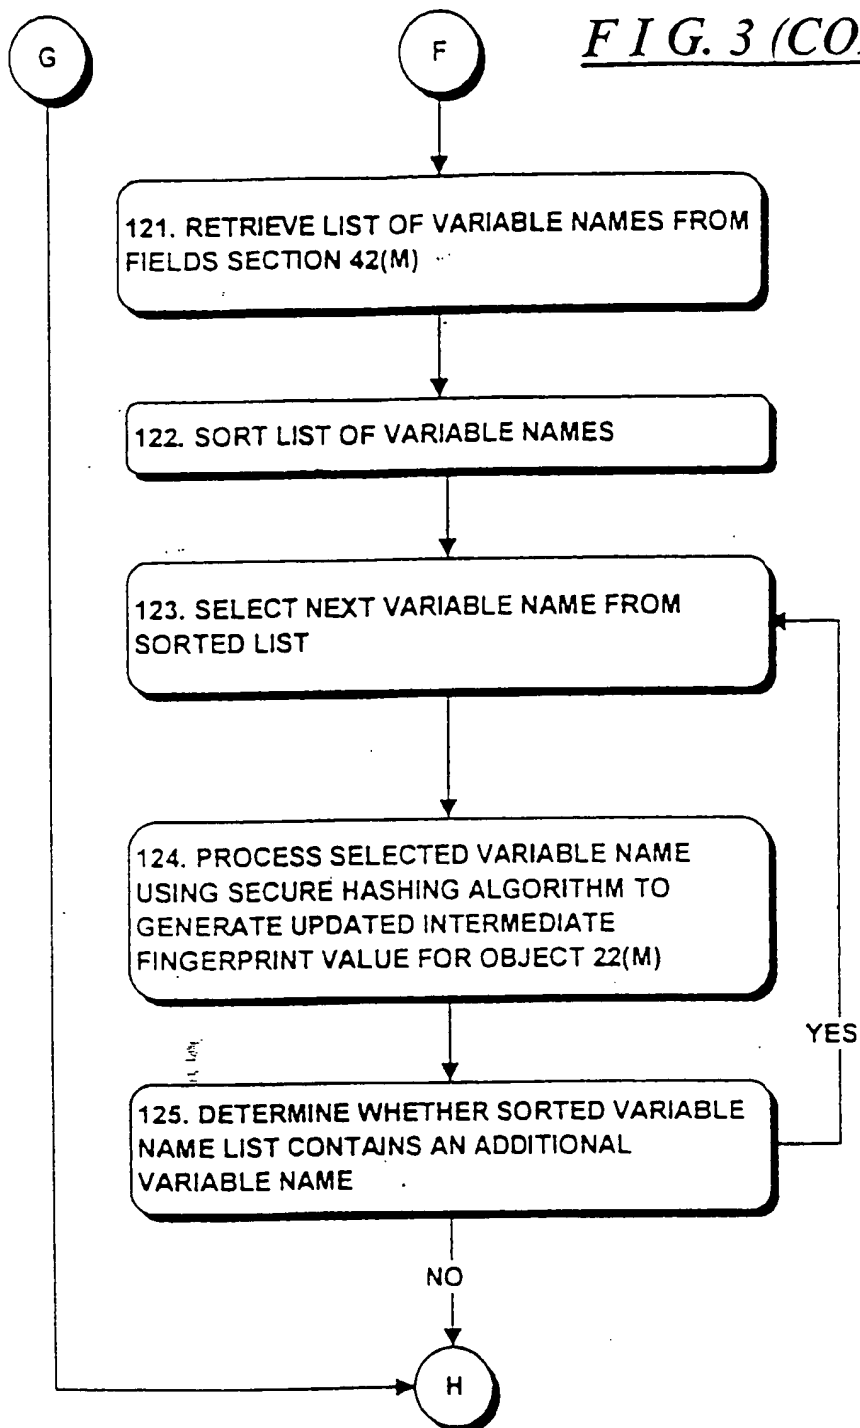 G
F
F I G. 3 (CO
121. RETRIEVE LIST OF VARIABLE NAMES FROM
FIELDS SECTION 42(M)
122. SORT LIST OF VARIABLE NAMES
123. SELECT NEXT VARIABLE NAME FROM
SORTED LIST
124. PROCESS SELECTED VARIABLE NAME
USING SECURE HASHING ALGORITHM TO
GENERATE UPDATED INTERMEDIATE
FINGERPRINT VALUE FOR OBJECT 22(M)
YES
125. DETERMINE WHETHER SORTED VARIABLE
NAME LIST CONTAINS AN ADDITIONAL
VARIABLE NAME
NO
H